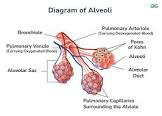 Diagram of Alveoli
Bronchiole
Pulmonary Venule
(Carrying Oxygenated Blood)
Alveolar Sac
Pulmonary Arteriole
(Carrying Deoxygenated Blood)
Pores
of Kohn
Alveoli
Alveolar
Duct
Pulmonary Capillaries
Surrounding the Alviola